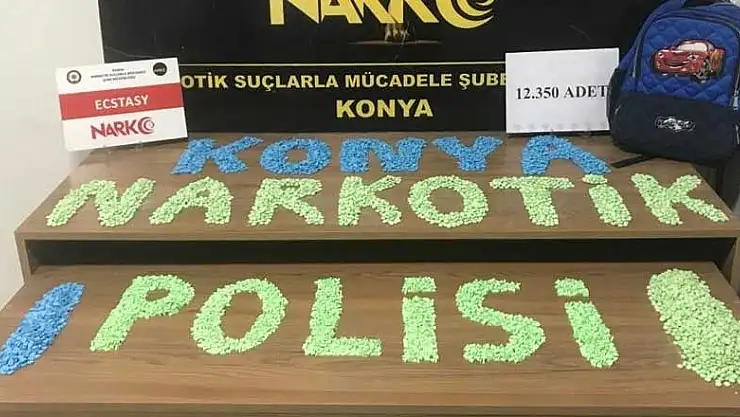 NARKO
OTİK SUÇLARLA MÜCADELE ŞUBE
KONYA
ECSTASY
NARKO
12.350 ADET
KONYA
NARKOTİK
POLİSİ